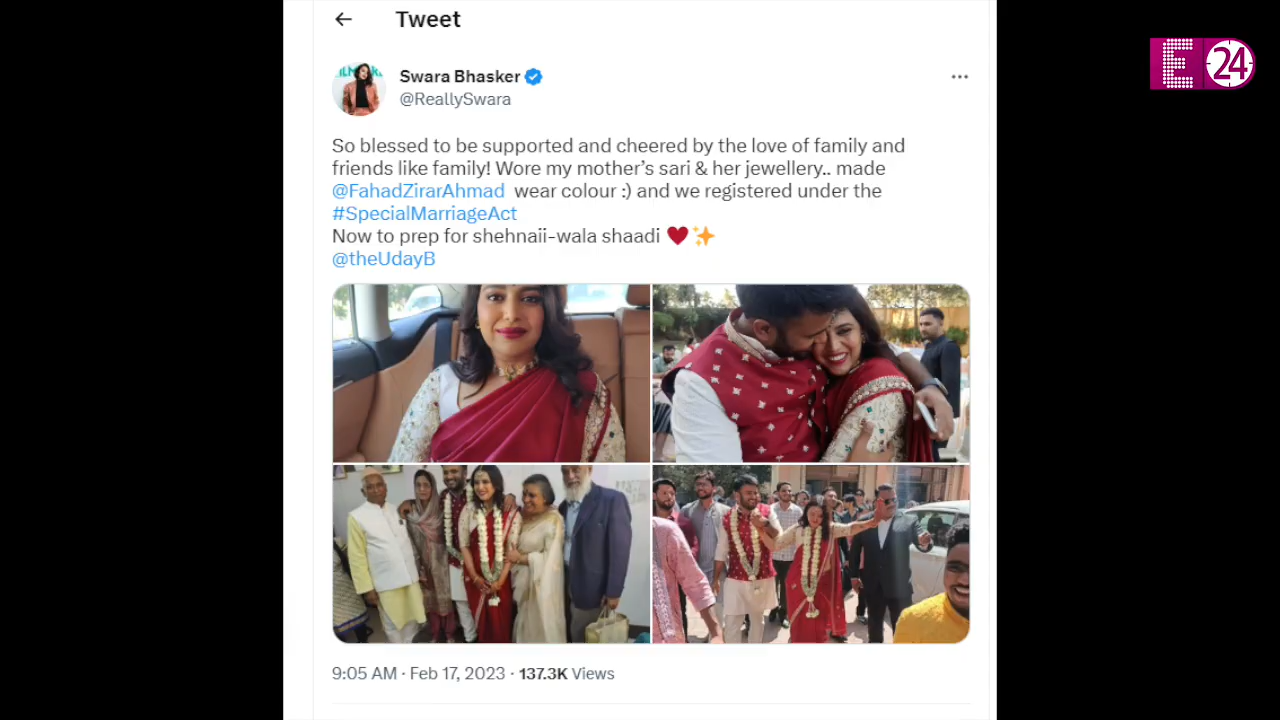 Tweet
E 24
Swara Bhasker
@ReallySwara
So blessed to be supported and cheered by the love of family and
friends like family! Wore my mother’s sari & her jewellery.. made
@FahadZirarAhmad wear colour :) and we registered under the
#SpecialMarriageAct
Now to prep for shehnaii-wala shaadi ❤️✨
@theUdayB
9:05 AM · Feb 17, 2023 · 137.3K Views